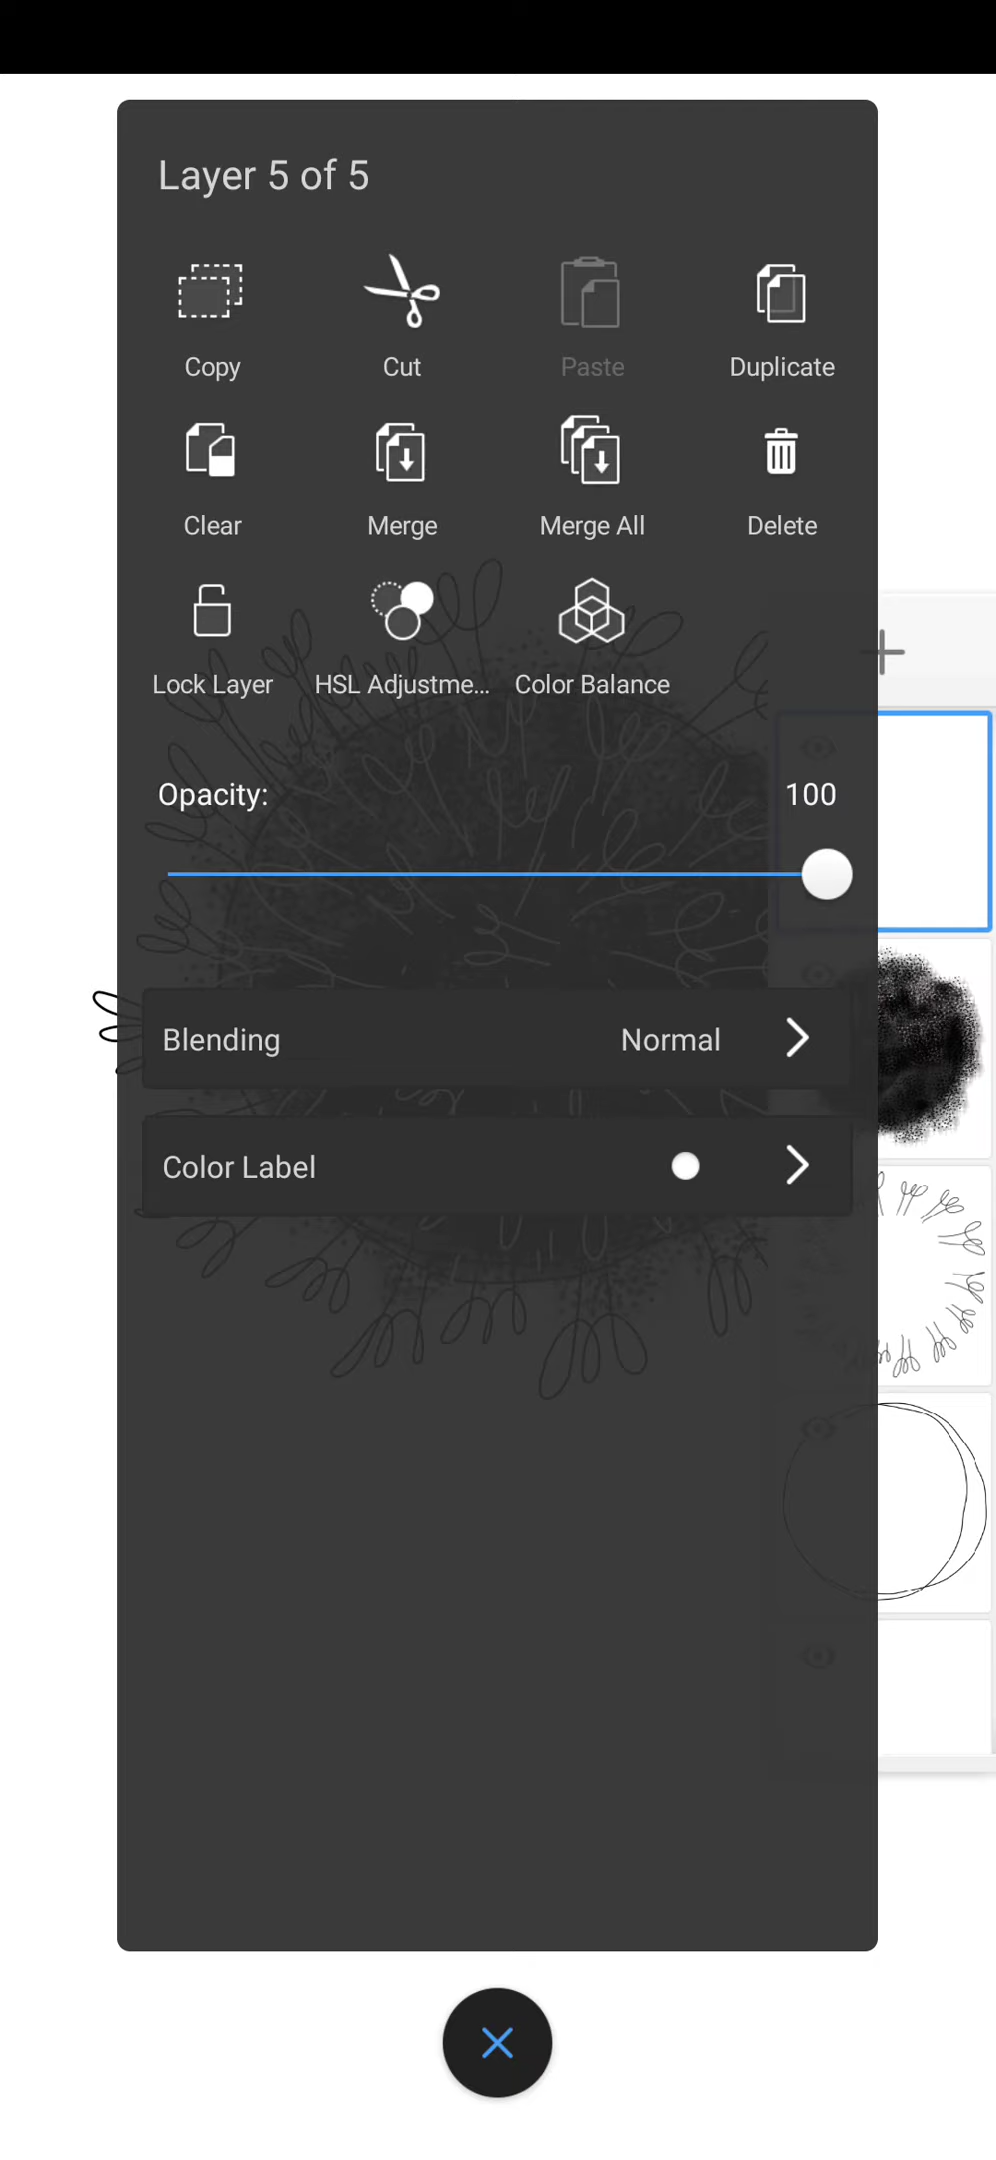 Layer 5 of 5
Copy Cut Paste Duplicate
Clear Merge Merge All Delete
Lock Layer HSL Adjustme... Color Balance
Opacity: 100
Blending Normal
Color Label